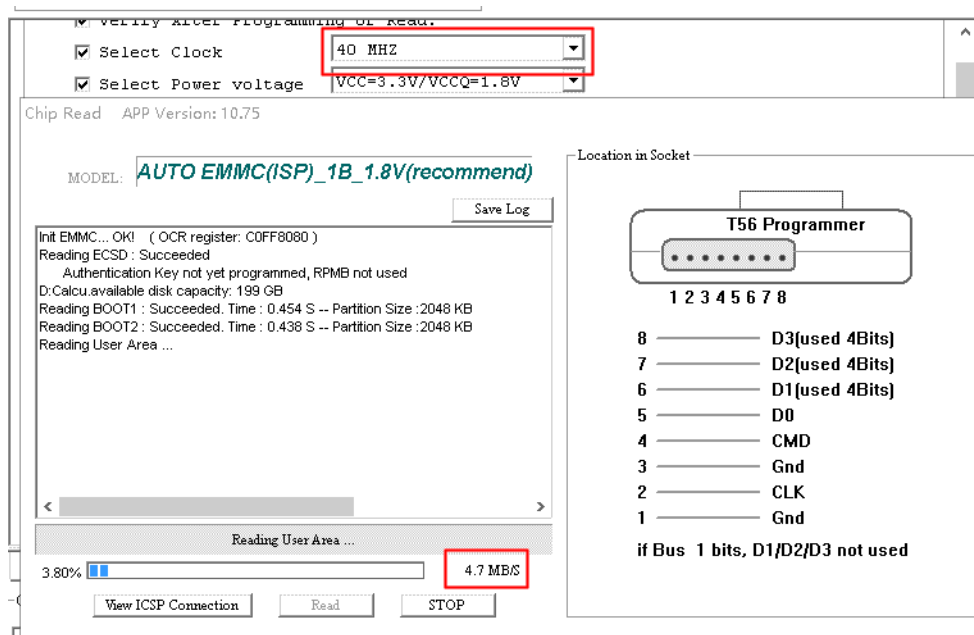 Verify After Programming or Read.
Select Clock
40 MHZ
Select Power voltage
VCC=3.3V/VCCQ=1.8V
Chip Read APP Version: 10.75
MODEL:
AUTO EMMC(ISP)_1B_1.8V(recommend)
Save Log
Init EMMC... OK! ( OCR register: C0FF8080 )
Reading ECSD : Succeeded
Authentication Key not yet programmed, RPMB not used
D:Calcu.available disk capacity: 199 GB
Reading BOOT1 : Succeeded. Time : 0.454 S -- Partition Size :2048 KB
Reading BOOT2 : Succeeded. Time : 0.438 S -- Partition Size :2048 KB
Reading User Area ...
Reading User Area ...
3.80%
4.7 MB/S
View ICSP Connection
Read
STOP
Location in Socket
T56 Programmer
1 2 3 4 5 6 7 8
8 D3(used 4Bits)
7 D2(used 4Bits)
6 D1(used 4Bits)
5 D0
4 CMD
3 Gnd
2 CLK
1 Gnd
if Bus 1 bits, D1/D2/D3 not used